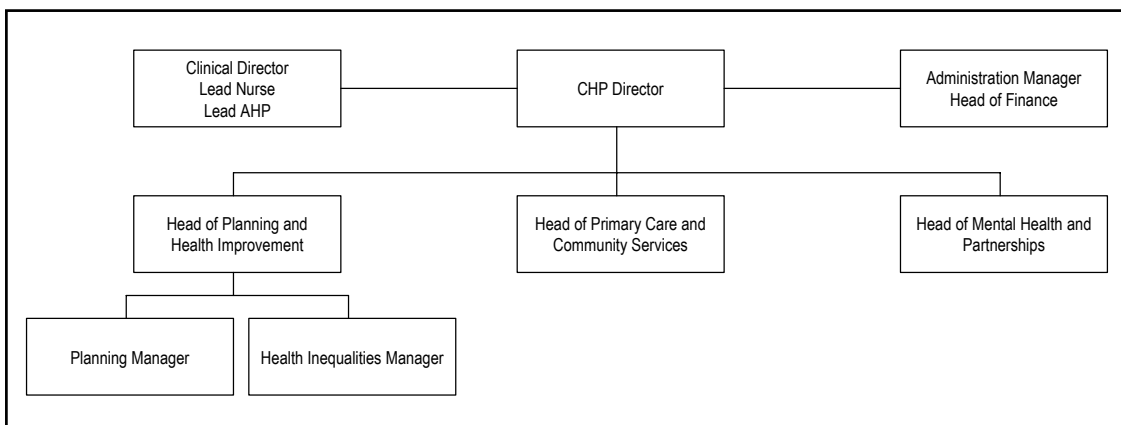 Clinical Director
Lead Nurse
Lead AHP
CHP Director
Administration Manager
Head of Finance
Head of Planning and
Health Improvement
Head of Primary Care and
Community Services
Head of Mental Health and
Partnerships
Planning Manager
Health Inequalities Manager